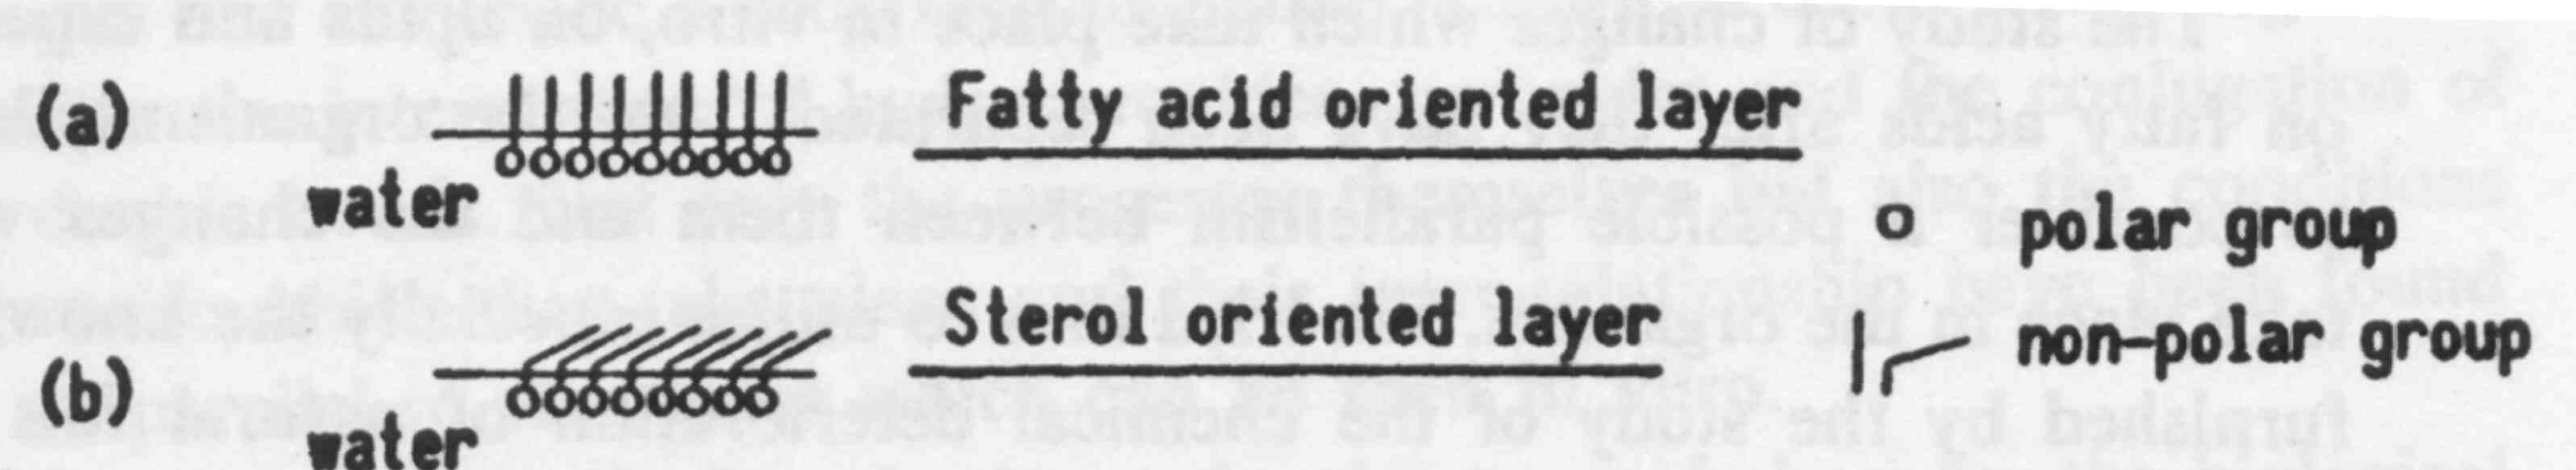 (a)
Fatty acid oriented layer
water
o polar group
Sterol oriented layer
non-polar group
(b)
water